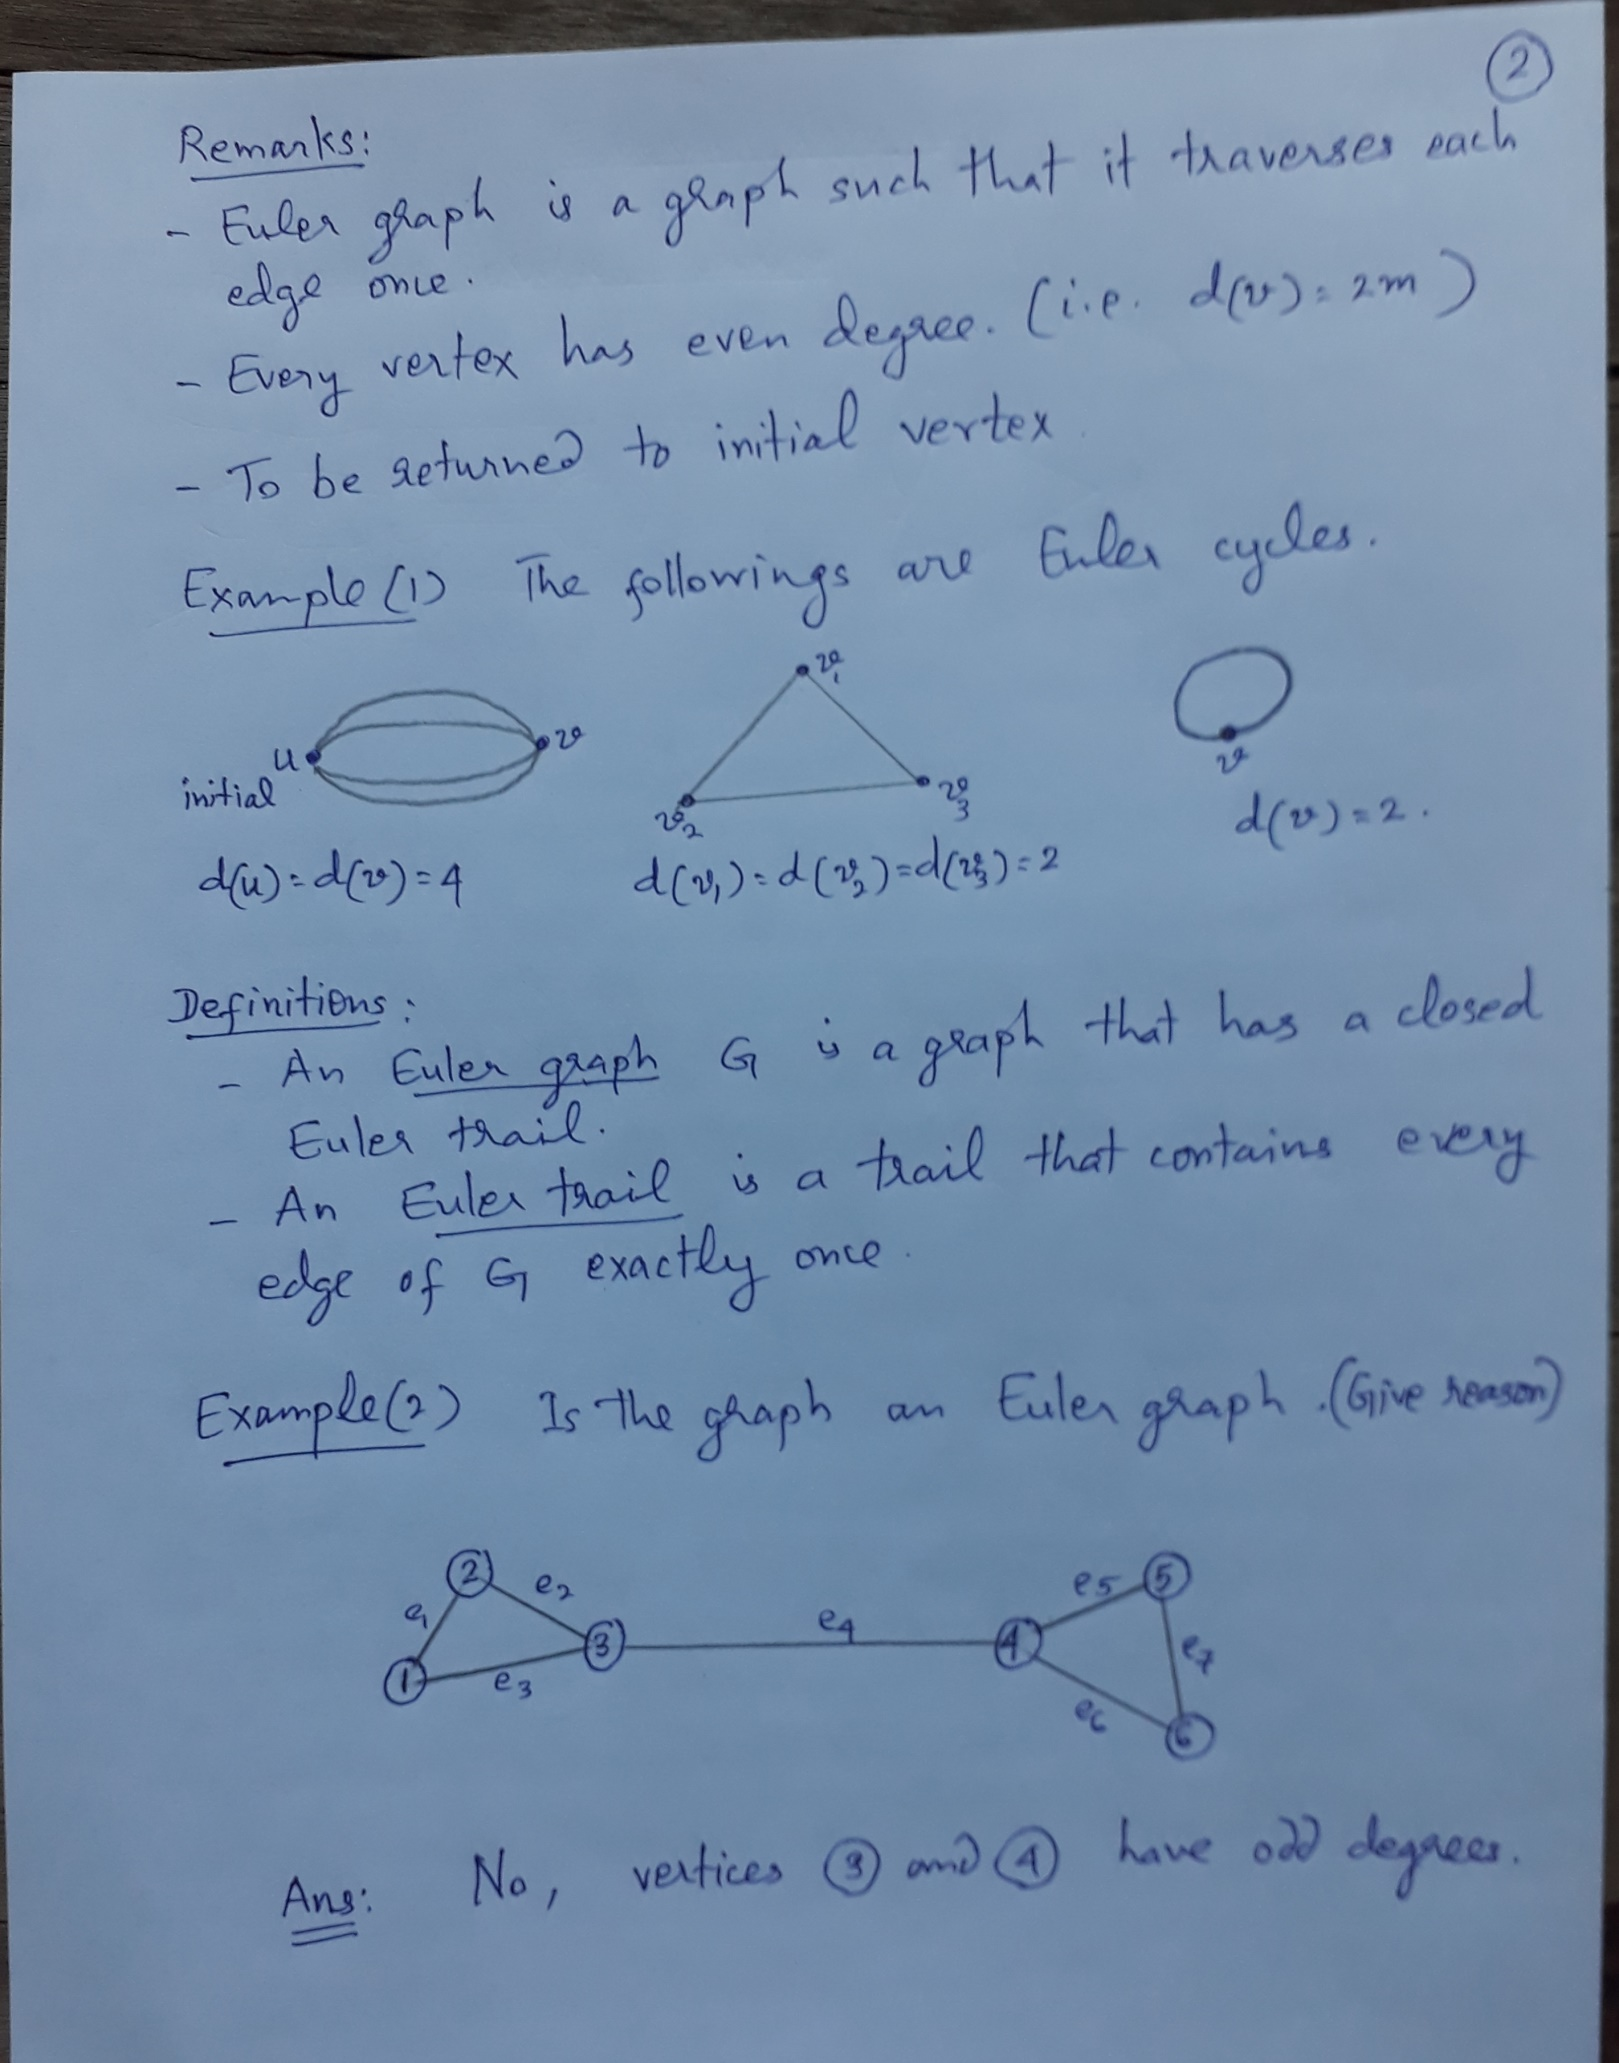 2
Remarks:
- Euler graph is a graph such that it traverses each
edge once.
- Every vertex has even degree. (i.e. d(v) = 2m)
- To be returned to initial vertex
Example (1) The followings are Euler cycles.
v₁
u v
initial
v₂ v₃
v
d(v) = 2.
d(u) = d(v) = 4 d(v₁) = d(v₂) = d(v₃) = 2
Definitions:
- An Euler graph G is a graph that has a closed
Euler trail.
- An Euler trail is a trail that contains every
edge of G exactly once.
Example (2) Is the graph an Euler graph. (Give reason)
2 e₂ e₅ 5
e₁ 3 e₄ 4 e₇
1 e₃ e₆ 6
Ans: No, vertices ③ and ④ have odd degrees.